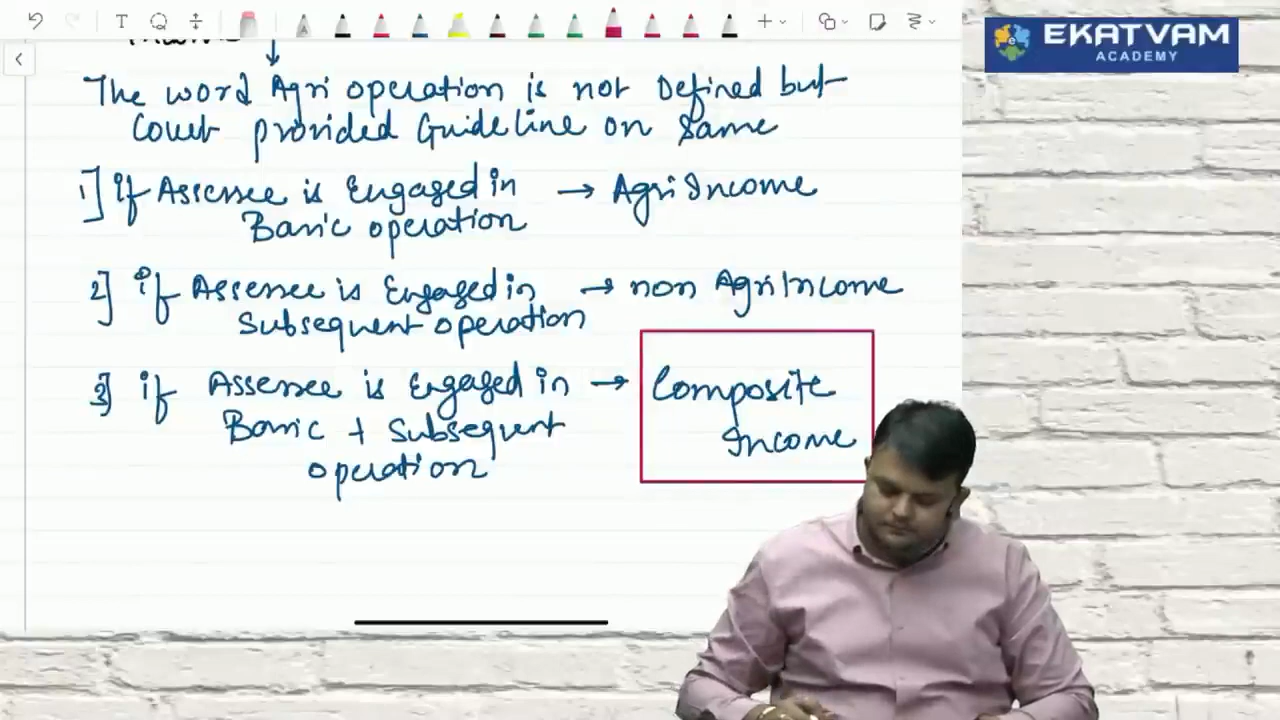 EKATVAM
ACADEMY
The word Agri operation is not Defined but
Court provided Guideline on Same
1] if Assessee is Engaged in → Agri Income
Basic operation
2] if Assessee is Engaged in → non Agri Income
Subsequent operation
3] if Assessee is Engaged in → Composite
Basic + Subsequent Income
operation